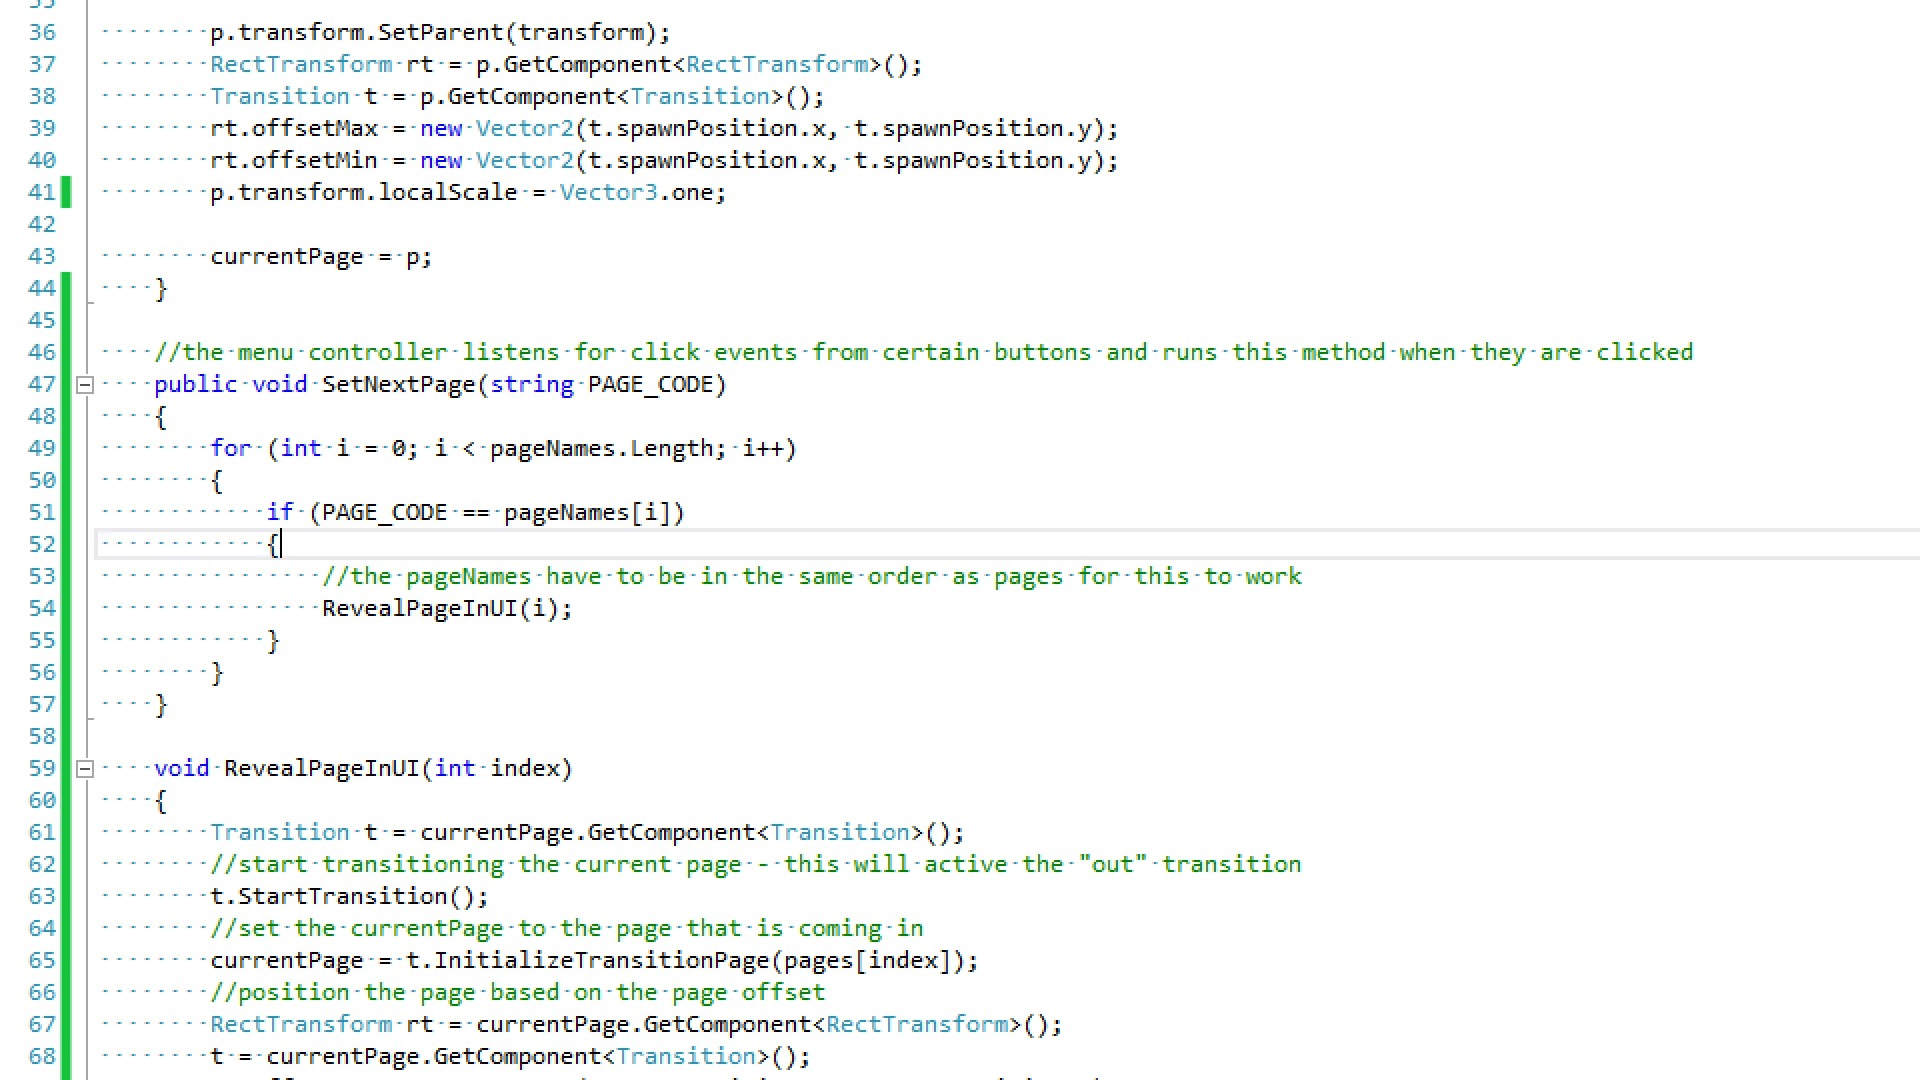 36 p.transform.SetParent(transform);
37 RectTransform rt = p.GetComponent<RectTransform>();
38 Transition t = p.GetComponent<Transition>();
39 rt.offsetMax = new Vector2(t.spawnPosition.x, t.spawnPosition.y);
40 rt.offsetMin = new Vector2(t.spawnPosition.x, t.spawnPosition.y);
41 p.transform.localScale = Vector3.one;
42
43 currentPage = p;
44 }
45
46 //the menu controller listens for click events from certain buttons and runs this method when they are clicked
47 public void SetNextPage(string PAGE_CODE)
48 {
49 for (int i = 0; i < pageNames.Length; i++)
50 {
51 if (PAGE_CODE == pageNames[i])
52 {
53 //the pageNames have to be in the same order as pages for this to work
54 RevealPageInUI(i);
55 }
56 }
57 }
58
59 void RevealPageInUI(int index)
60 {
61 Transition t = currentPage.GetComponent<Transition>();
62 //start transitioning the current page - this will active the "out" transition
63 t.StartTransition();
64 //set the currentPage to the page that is coming in
65 currentPage = t.InitializeTransitionPage(pages[index]);
66 //position the page based on the page offset
67 RectTransform rt = currentPage.GetComponent<RectTransform>();
68 t = currentPage.GetComponent<Transition>();